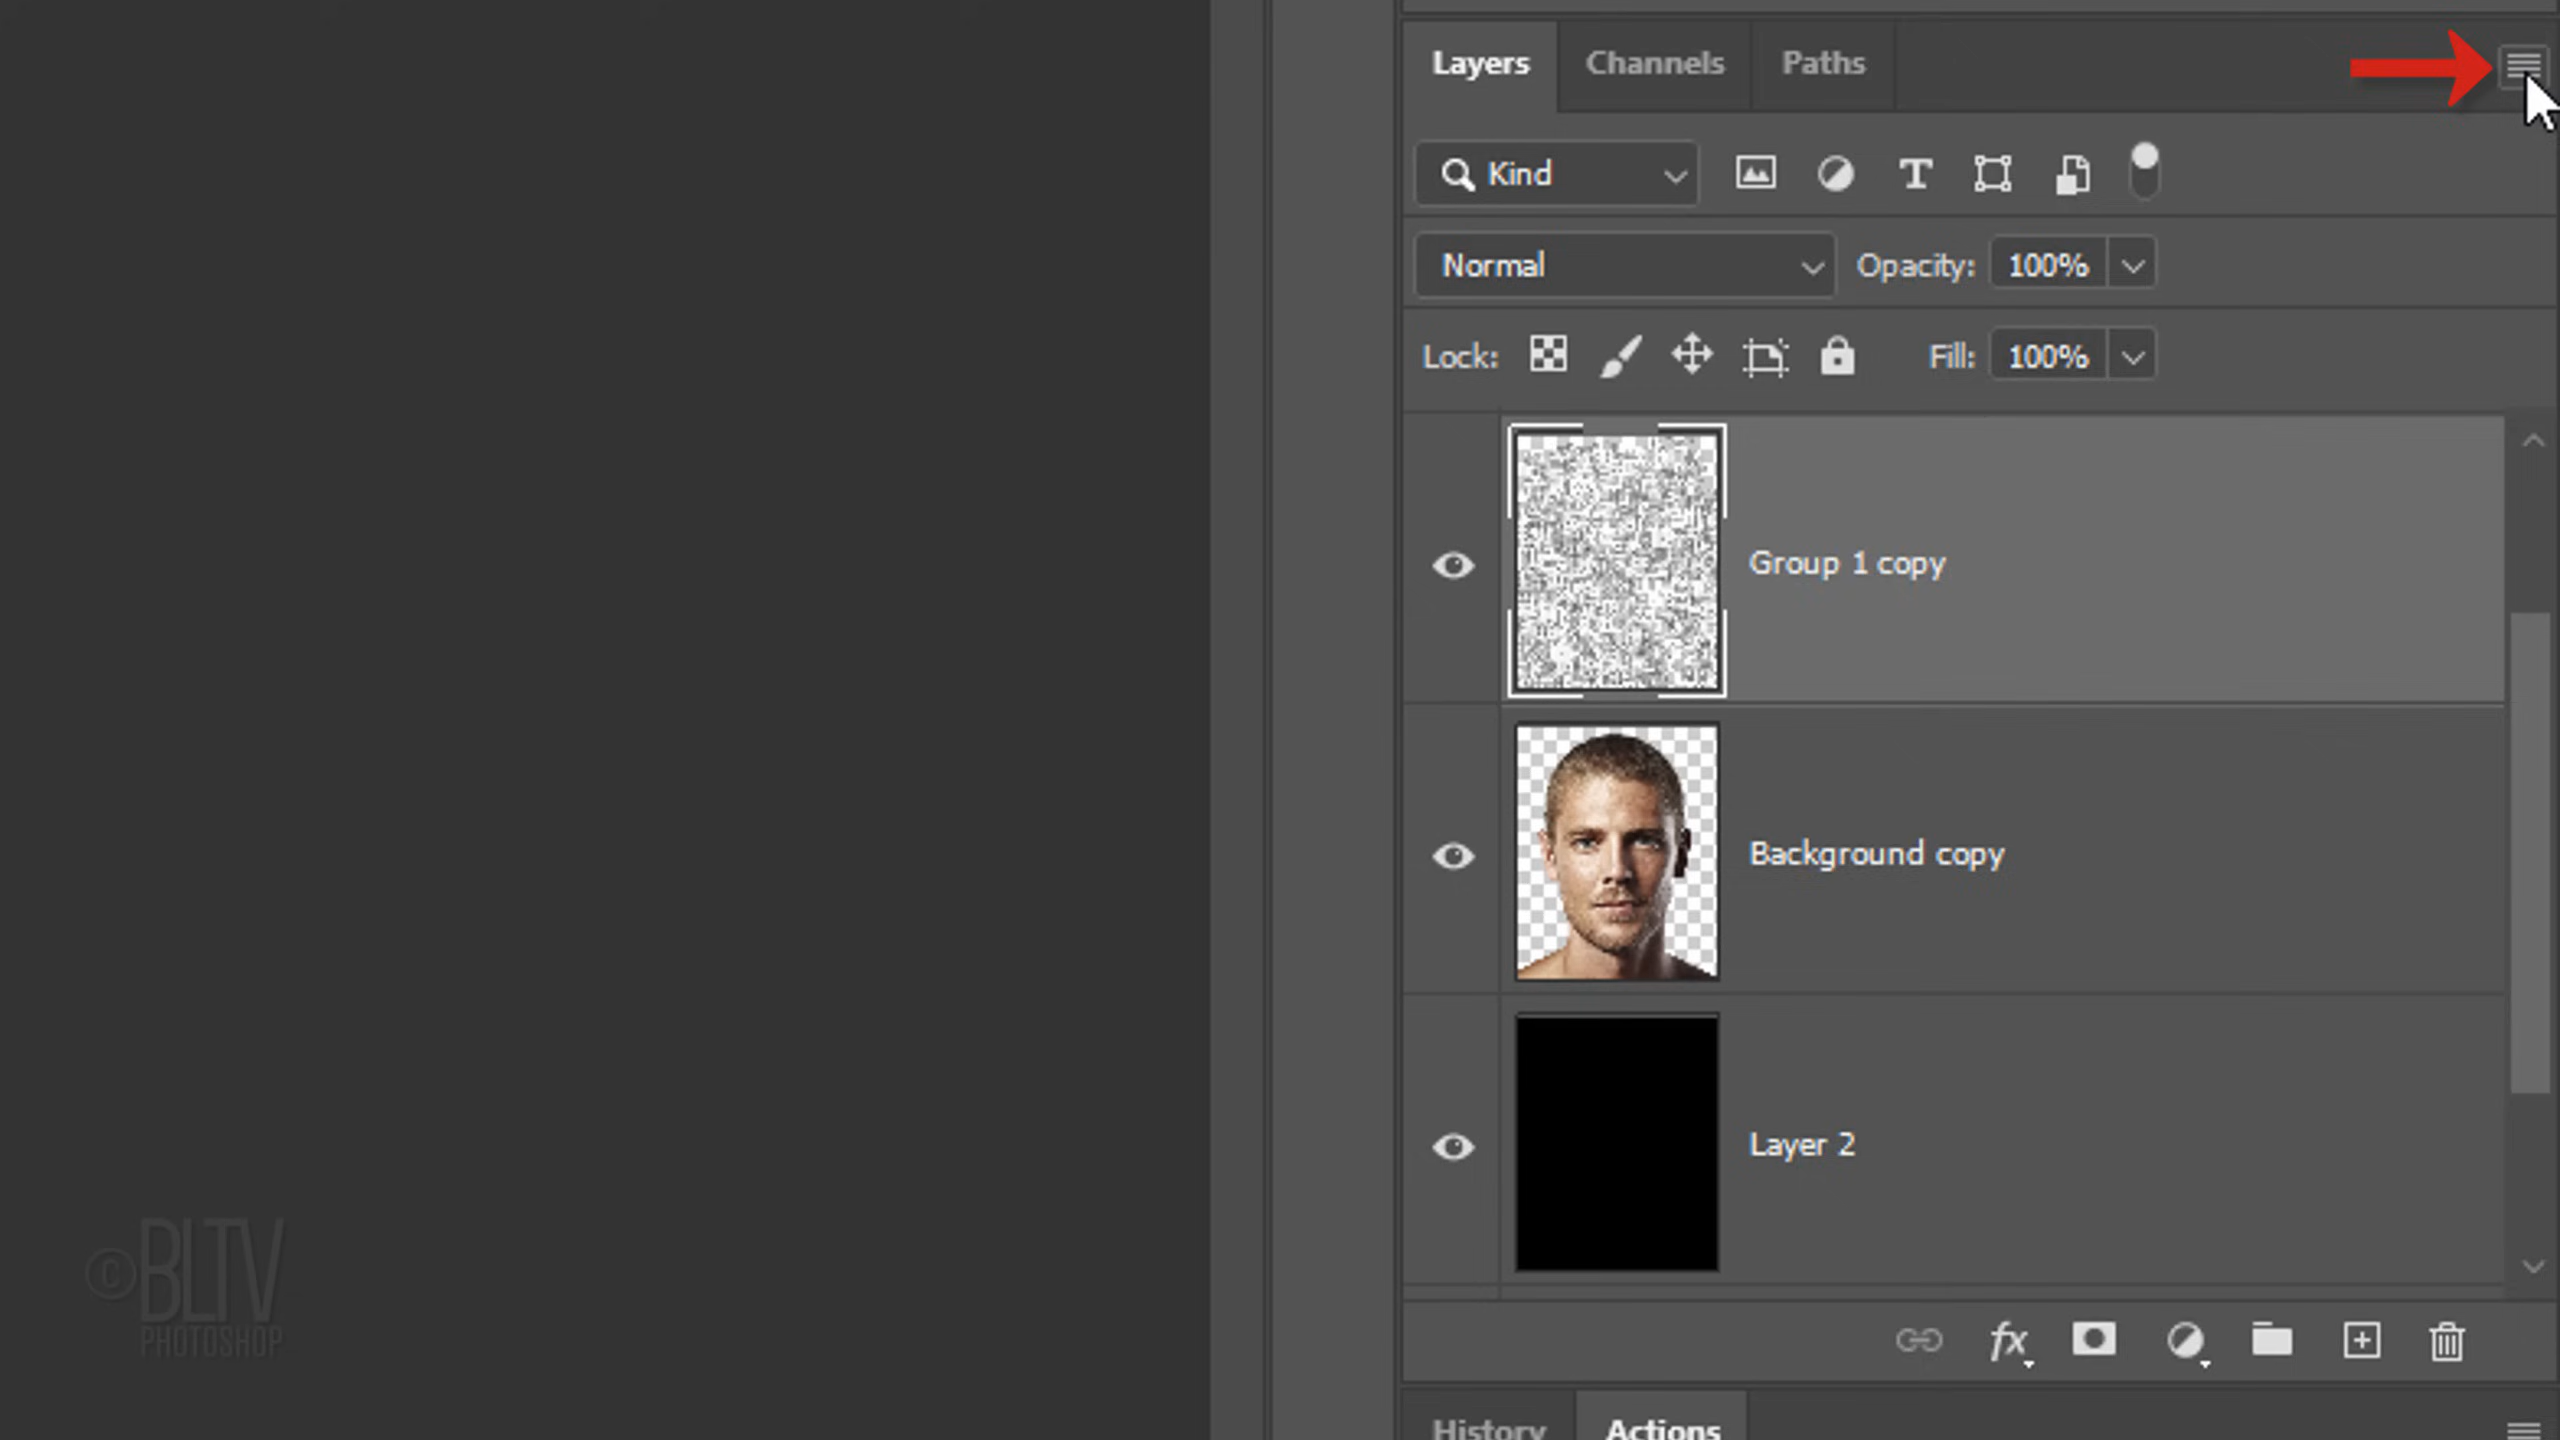 Layers Channels Paths
Kind
Normal Opacity: 100%
Lock: Fill: 100%
Group 1 copy
Background copy
Layer 2
fx
©BLTV
PHOTOSHOP
History Actions